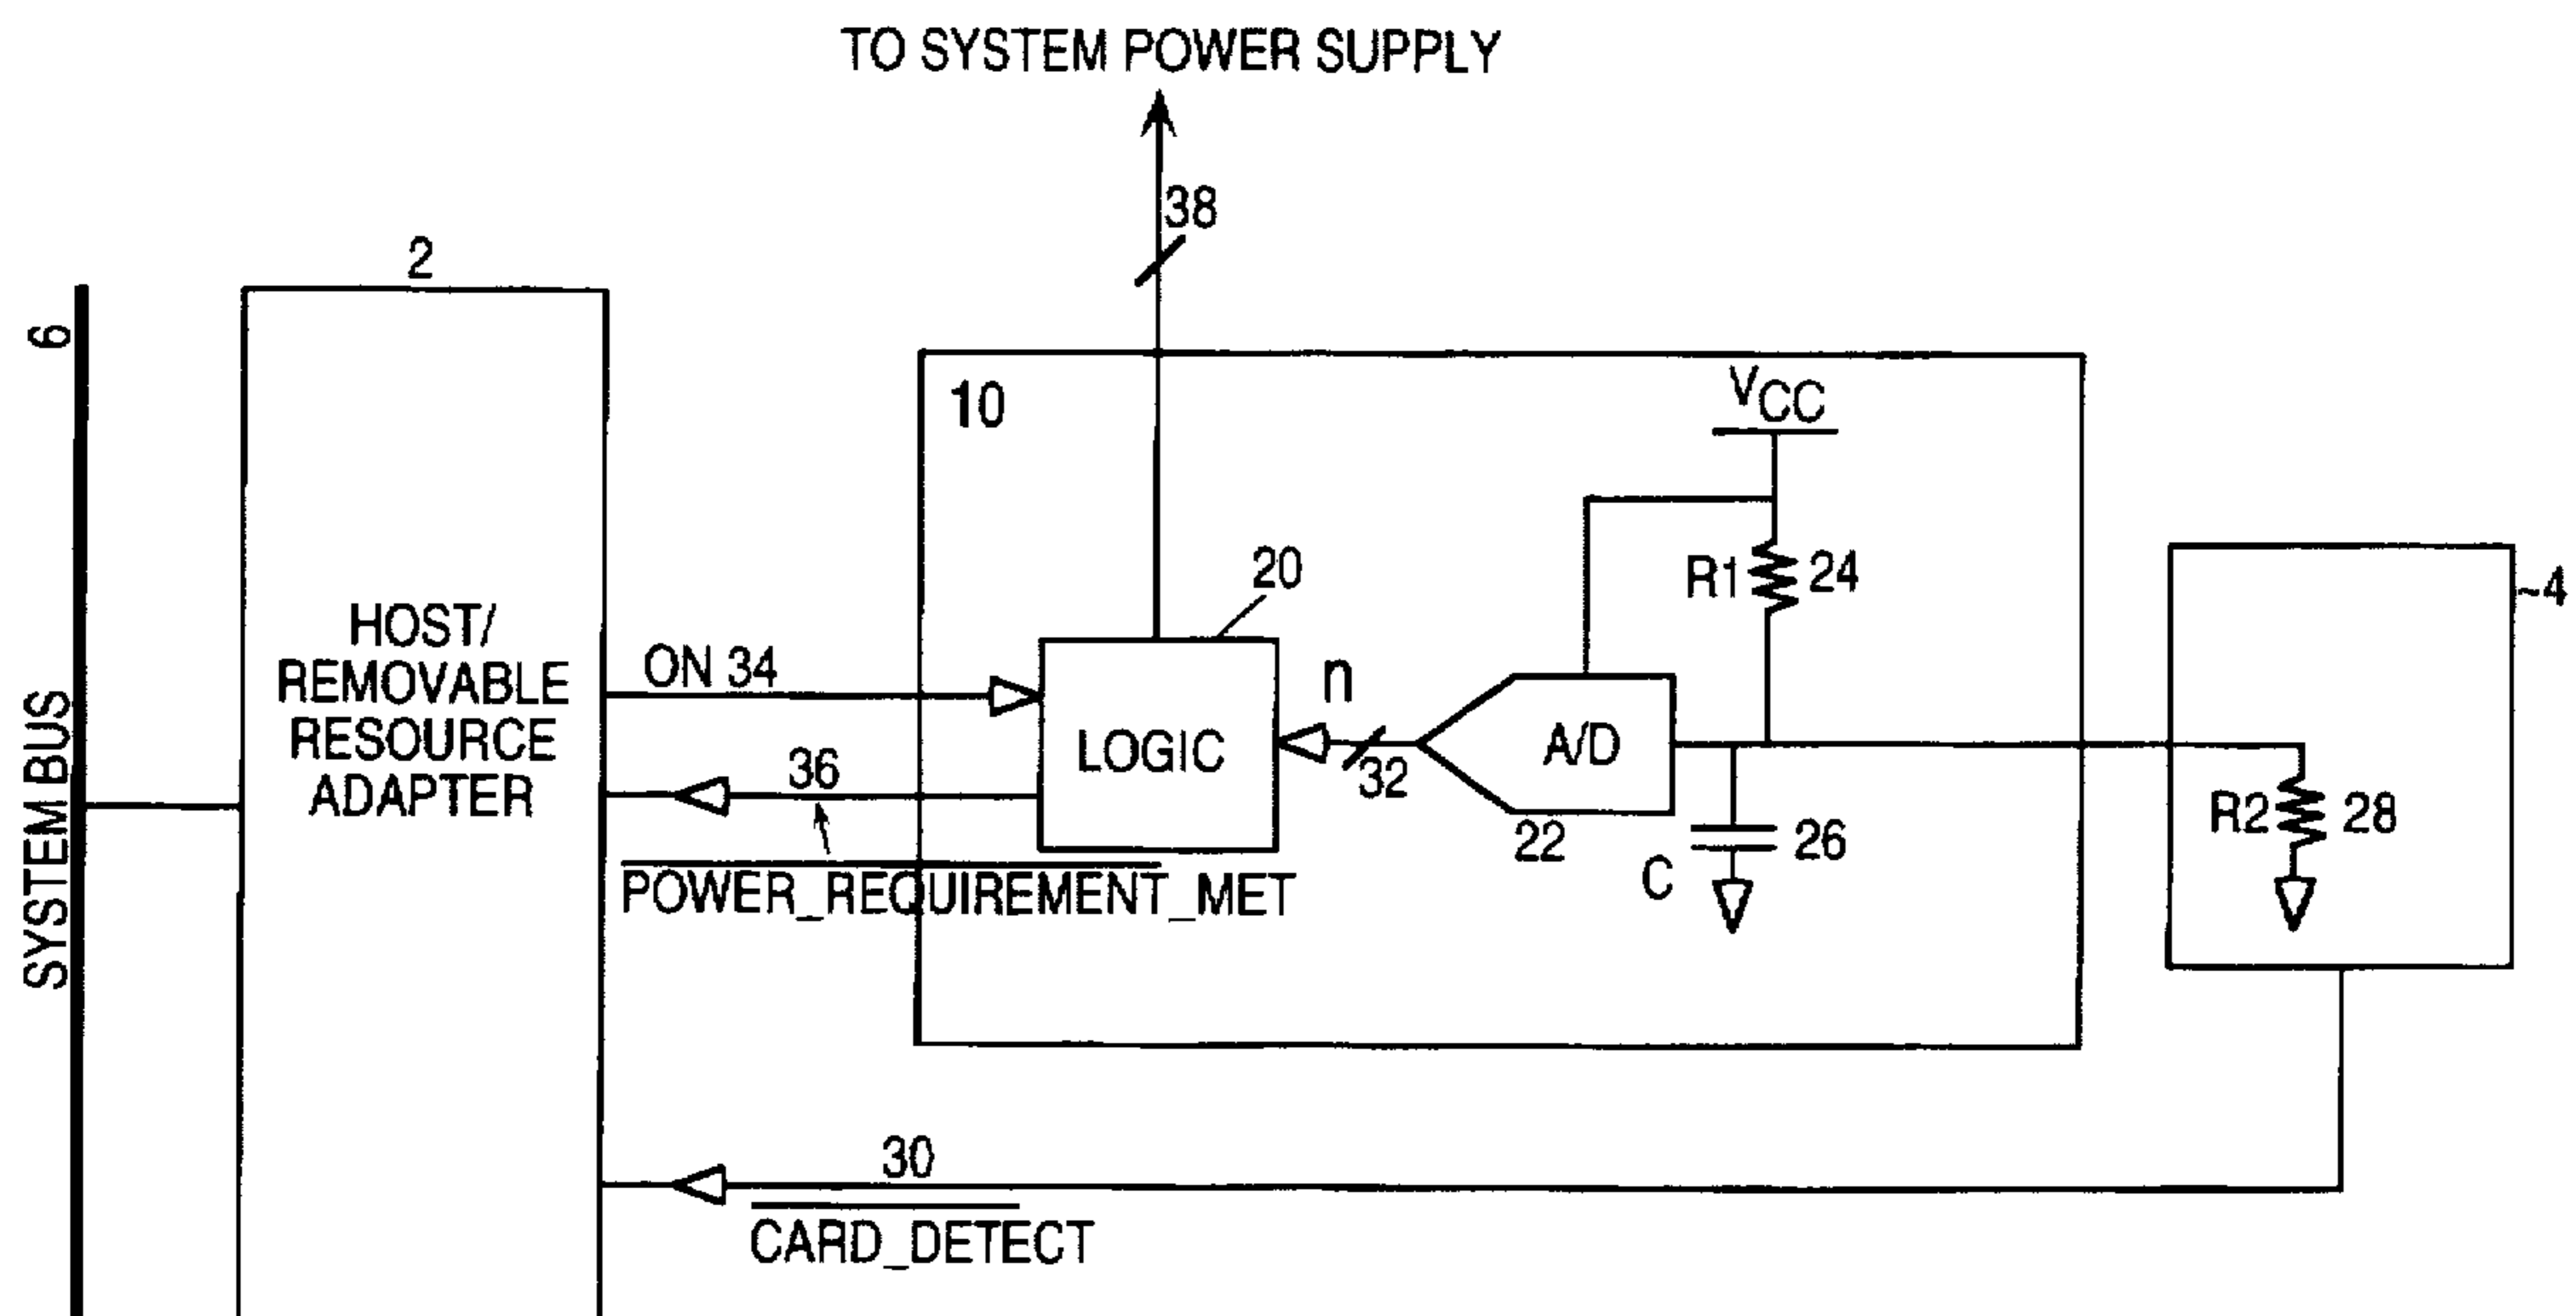 TO SYSTEM POWER SUPPLY
38
2
6
10
VCC
R1
24
20
~4
HOST/
REMOVABLE
RESOURCE
ADAPTER
ON 34
n
LOGIC
A/D
36
32
22
C
26
R2
28
POWER_REQUIREMENT_MET
SYSTEM BUS
30
CARD_DETECT